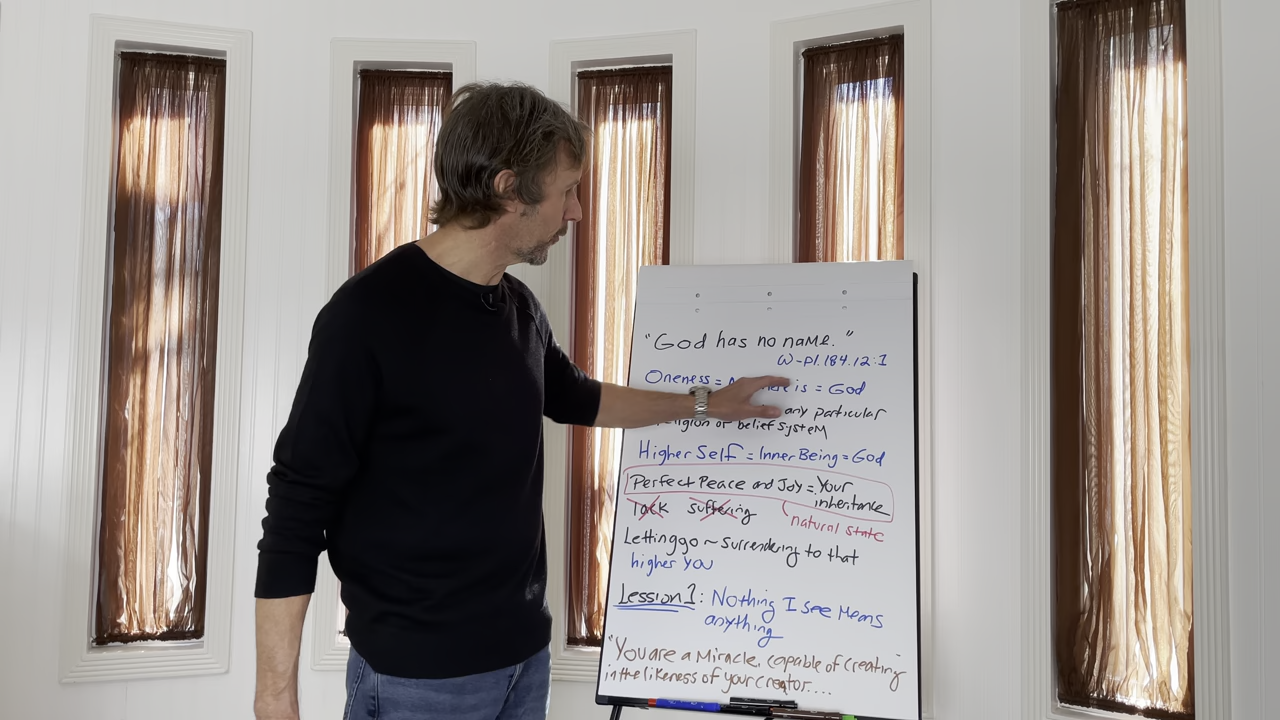 "God has no name."
W-pI.184.12:1
Oneness = is = God
any particular
religion or belief system
Higher Self = Inner Being = God
Perfect Peace and Joy = Your
inheritance
lack suffering
natural state
Letting go ~ surrendering to that
higher YOU
Lession 1: Nothing I see Means
anything
"You are a Miracle, capable of creating
in the likeness of your creator....